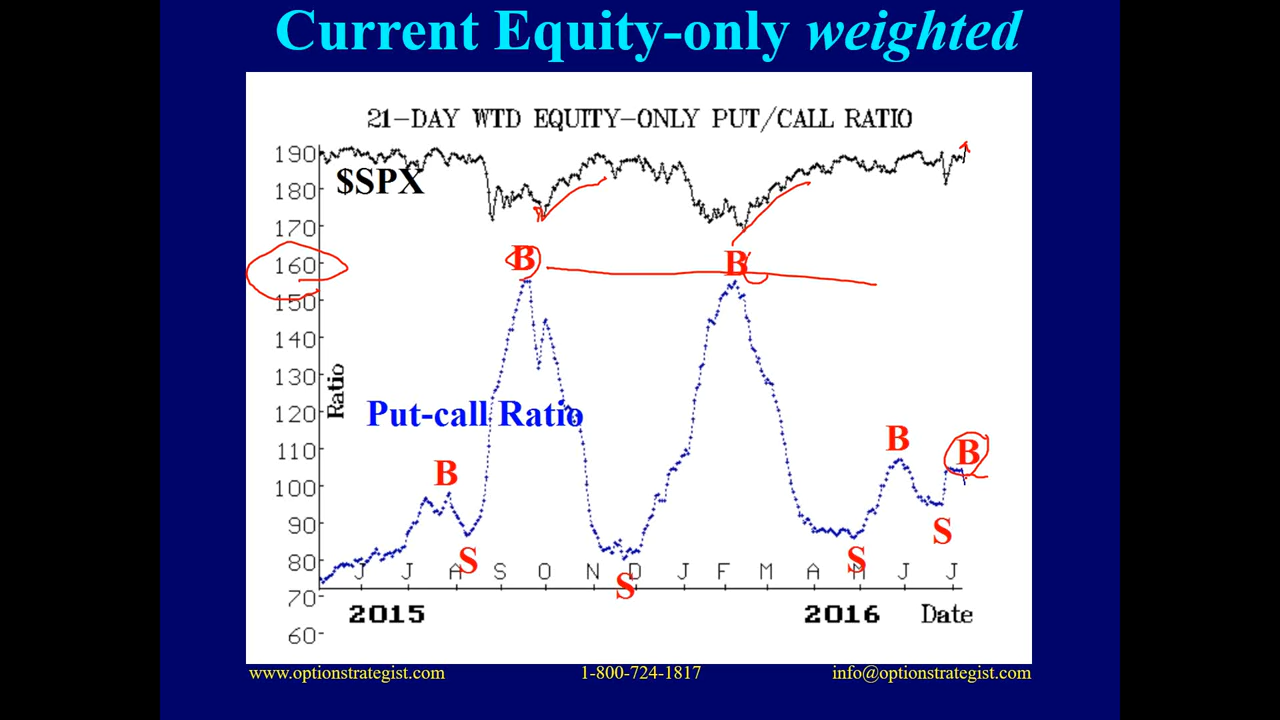 Current Equity-only weighted
21-DAY WTD EQUITY-ONLY PUT/CALL RATIO
190
$SPX
180
170
B B
160
150
140
130
Ratio
120
Put-call Ratio
110
B B B
100
90
S S S S S
80
J J A S O N D J F M A M J J
70
2015 2016 Date
60
www.optionstrategist.com 1-800-724-1817 info@optionstrategist.com